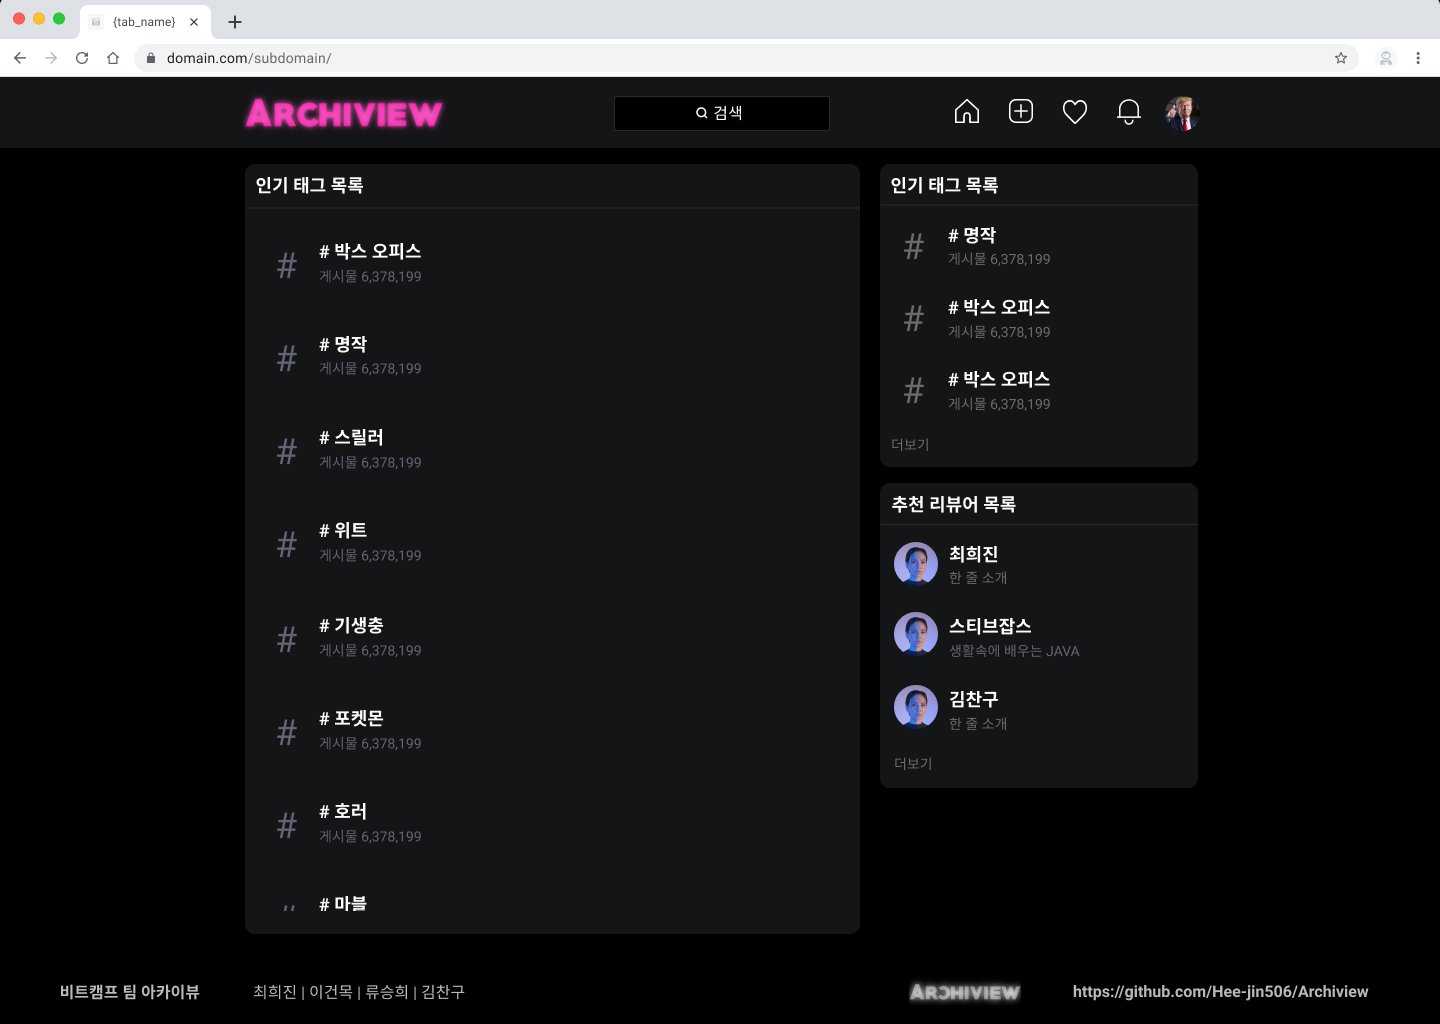 {tab_name}
domain.com/subdomain/
ARCHIVIEW
검색
인기 태그 목록
# 박스 오피스
게시물 6,378,199
# 명작
게시물 6,378,199
# 스릴러
게시물 6,378,199
# 위트
게시물 6,378,199
# 기생충
게시물 6,378,199
# 포켓몬
게시물 6,378,199
# 호러
게시물 6,378,199
# 마블
인기 태그 목록
# 명작
게시물 6,378,199
# 박스 오피스
게시물 6,378,199
# 박스 오피스
게시물 6,378,199
더보기
추천 리뷰어 목록
최희진
한 줄 소개
스티브잡스
생활속에 배우는 JAVA
김찬구
한 줄 소개
더보기
비트캠프 팀 아카이뷰
최희진 | 이건목 | 류승희 | 김찬구
ARCHIVIEW
https://github.com/Hee-jin506/Archiview